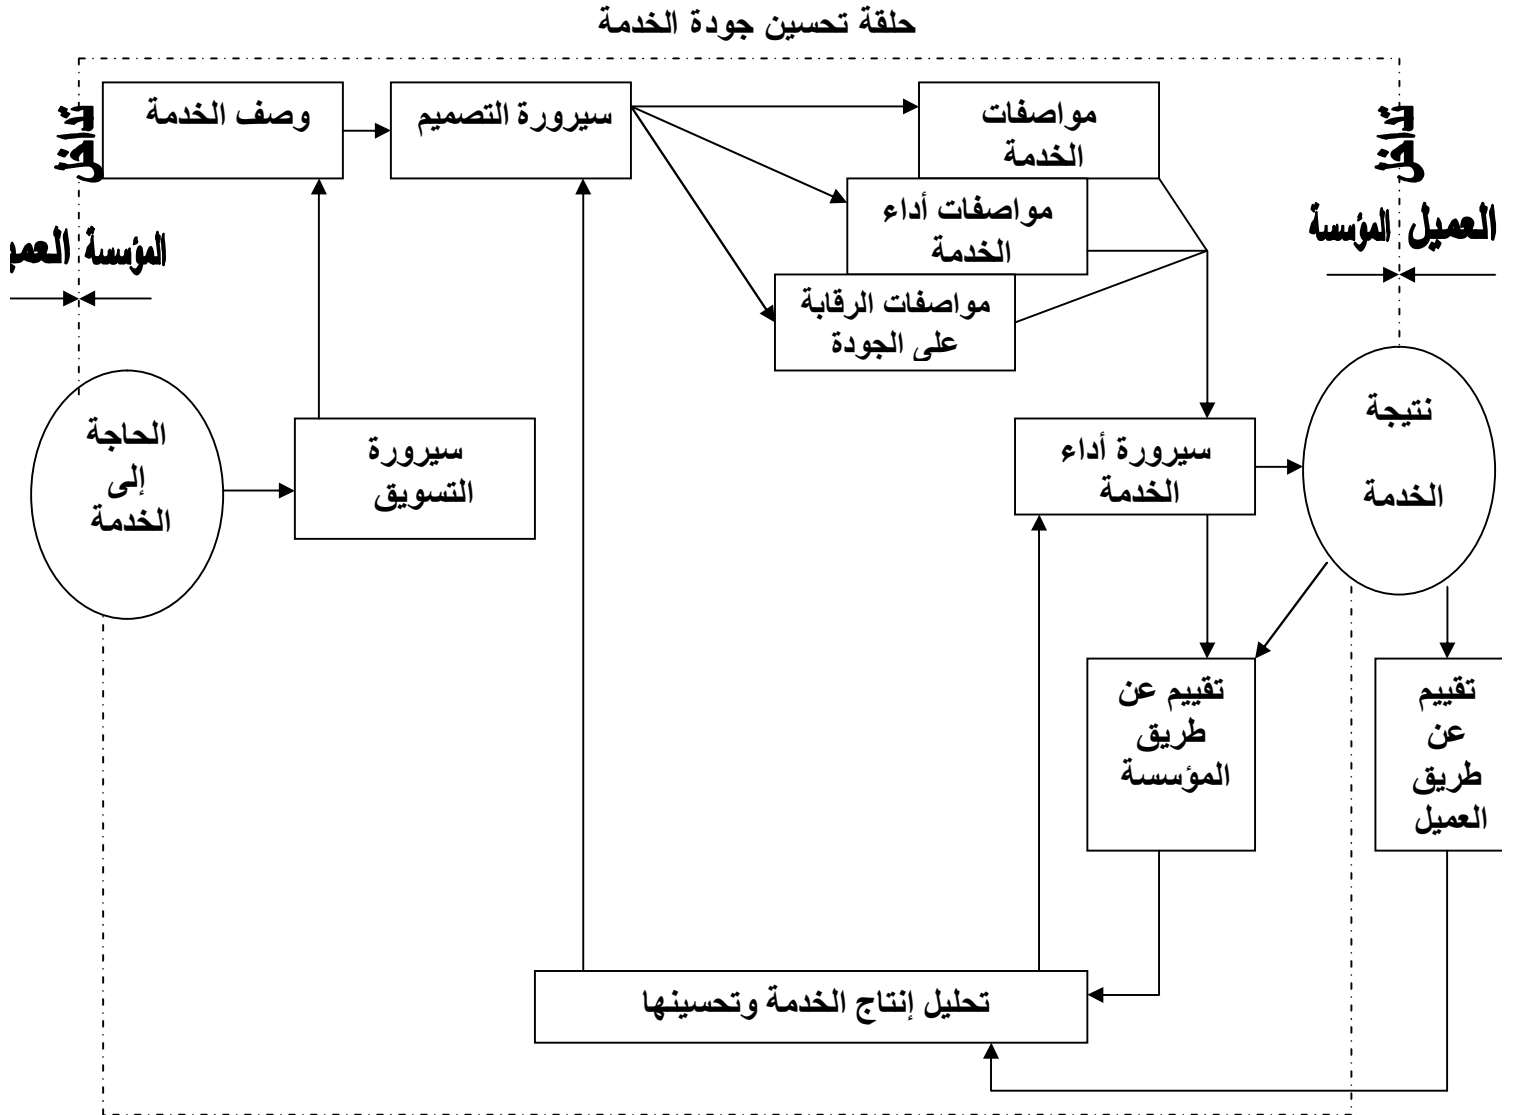 حلقة تحسين جودة الخدمة
تداخل
وصف الخدمة
سيرورة التصميم
مواصفات
الخدمة
مواصفات أداء
الخدمة
مواصفات الرقابة
على الجودة
تداخل
المؤسسة
العميل المؤسسة
الحاجة
إلى
الخدمة
سيرورة
التسويق
سيرورة أداء
الخدمة
نتيجة
الخدمة
تقييم عن
طريق
المؤسسة
تقييم
عن
طريق
العميل
تحليل إنتاج الخدمة وتحسينها